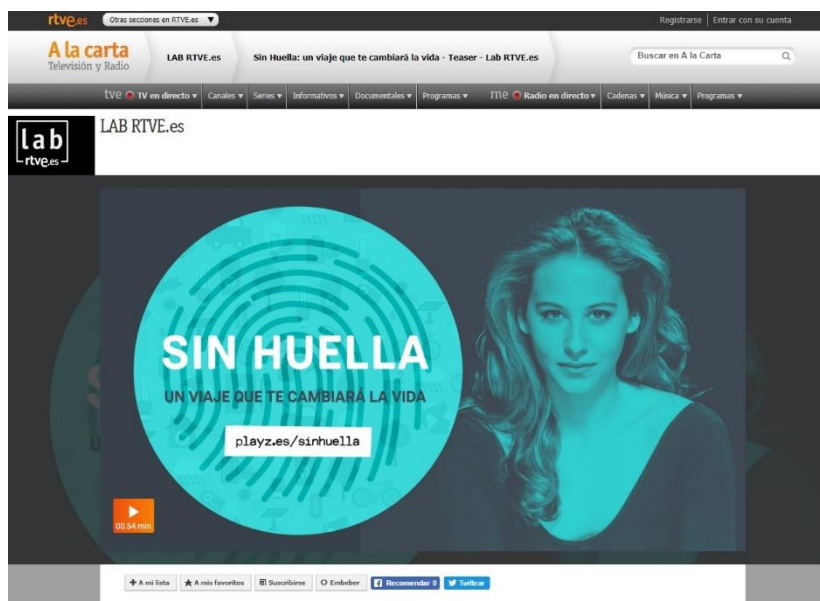 rtve.es Otras secciones en RTVE.es Registrarse Entrar con su cuenta
A la carta
Televisión y Radio
LAB RTVE.es Sin Huella: un viaje que te cambiará la vida - Teaser - Lab RTVE.es Buscar en A la Carta
tve TV en directo Canales Series Informativos Documentales Programas rne Radio en directo Cadenas Música Programas
lab
rtve.es
LAB RTVE.es
SIN HUELLA
UN VIAJE QUE TE CAMBIARÁ LA VIDA
playz.es/sinhuella
00.54 min
A mi lista A mis favoritos Suscribirse Embeber Recomendar 0 Twittear